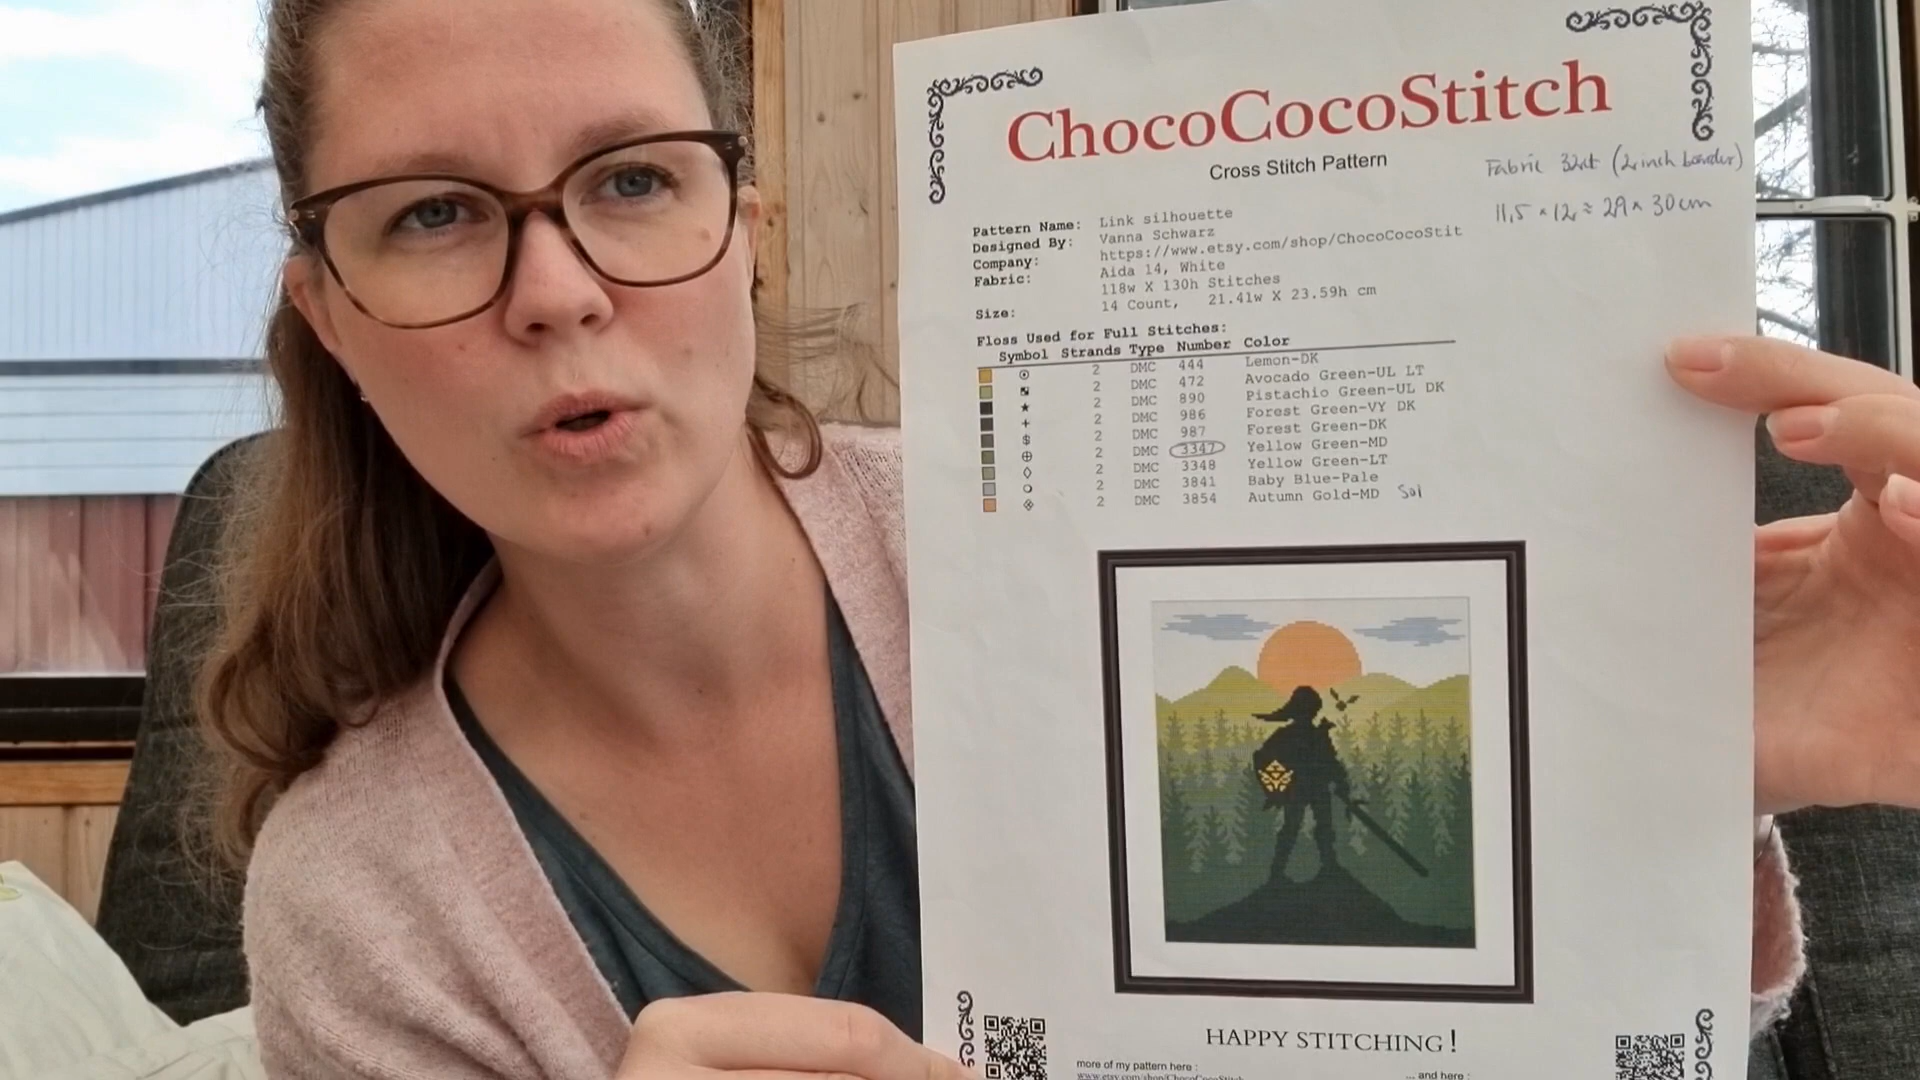 ChocoCocoStitch
Cross Stitch Pattern
Fabric 32ct (2 inch boarder)
11,5 × 12, ≈ 29 × 30 cm
Pattern Name: Link silhouette
Designed By: Vanna Schwarz
Company: https://www.etsy.com/shop/ChocoCocoStit
Fabric: Aida 14, White
118w X 130h Stitches
Size: 14 Count, 21.41w X 23.59h cm
Floss Used for Full Stitches:
Symbol Strands Type Number Color
2 DMC 444 Lemon-DK
2 DMC 472 Avocado Green-UL LT
2 DMC 890 Pistachio Green-UL DK
2 DMC 986 Forest Green-VY DK
2 DMC 987 Forest Green-DK
2 DMC 3347 Yellow Green-MD
2 DMC 3348 Yellow Green-LT
2 DMC 3841 Baby Blue-Pale
2 DMC 3854 Autumn Gold-MD Sol
HAPPY STITCHING!
more of my pattern here :
... and here :
www.etsy.com/shop/ChocoCocoStitch